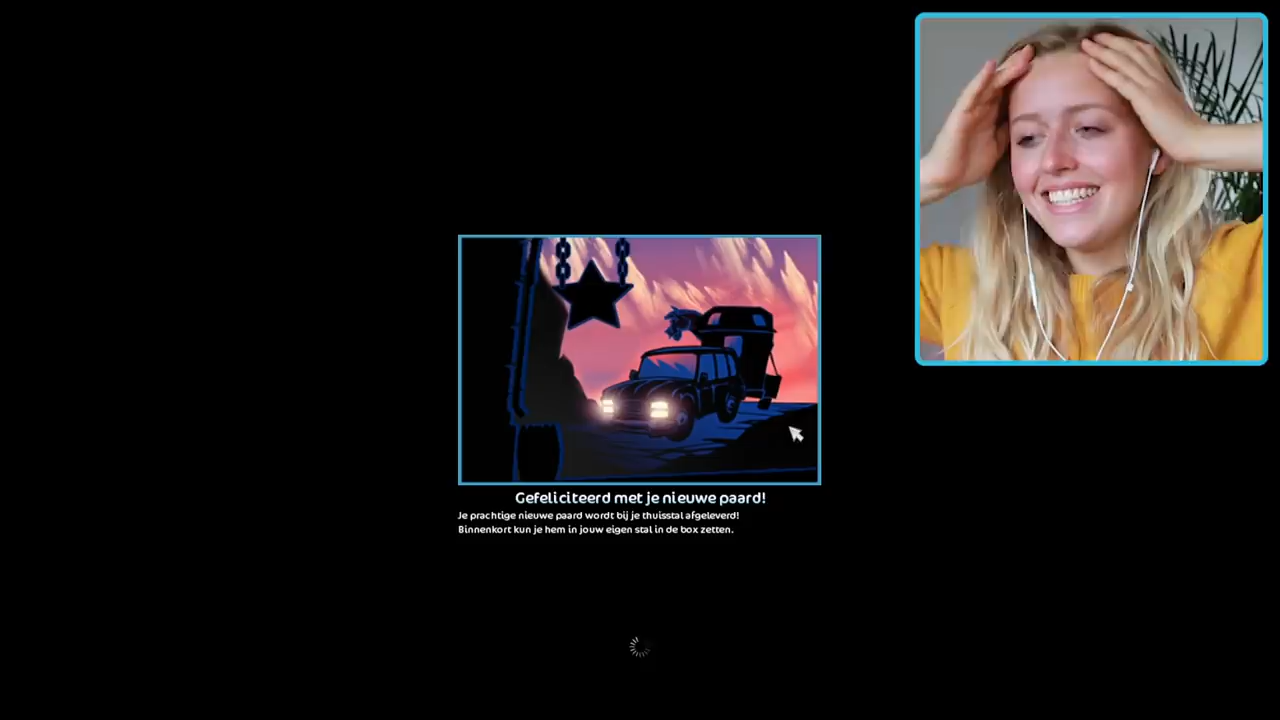 Gefeliciteerd met je nieuwe paard!
Je prachtige nieuwe paard wordt bij je thuisstal afgeleverd!
Binnenkort kun je hem in jouw eigen stal in de box zetten.